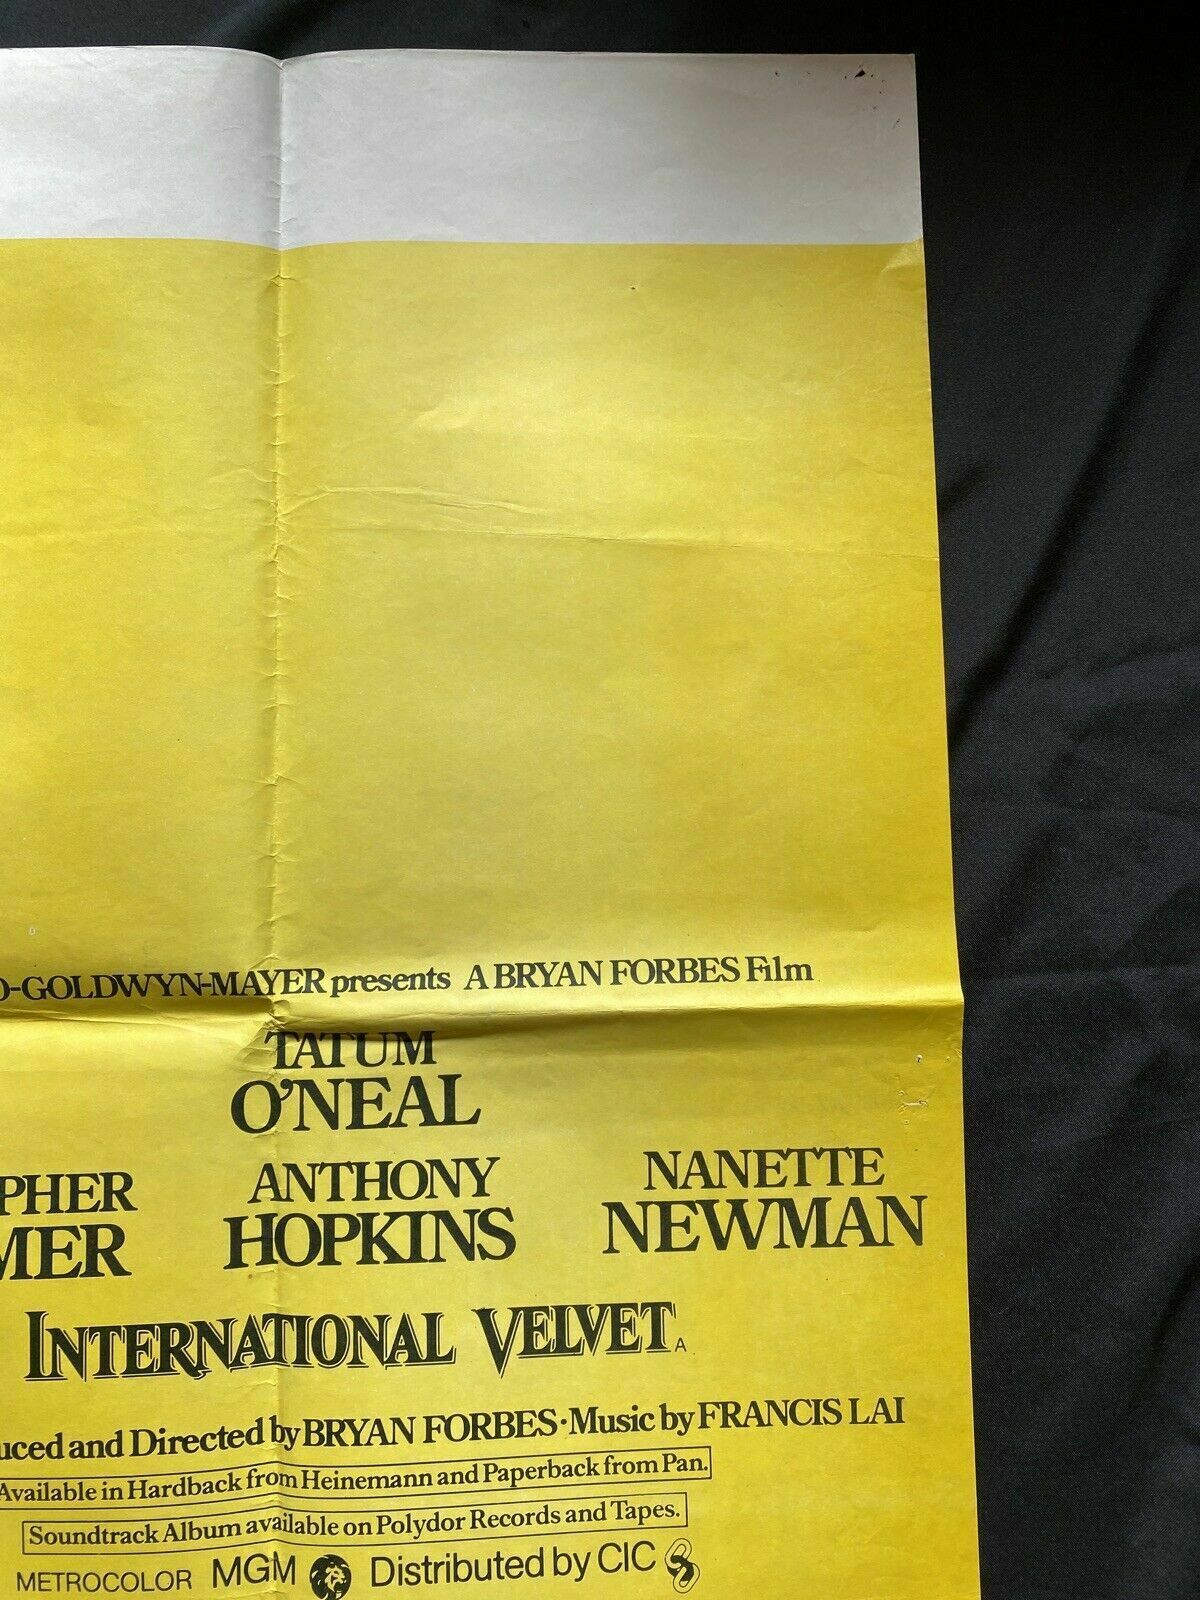 O-GOLDWYN-MAYER presents A BRYAN FORBES Film
TATUM
O'NEAL
PHER
MER
ANTHONY
HOPKINS
NANETTE
NEWMAN
INTERNATIONAL VELVET A
uced and Directed by BRYAN FORBES · Music by FRANCIS LAI
Available in Hardback from Heinemann and Paperback from Pan.
Soundtrack Album available on Polydor Records and Tapes.
METROCOLOR MGM Distributed by CIC